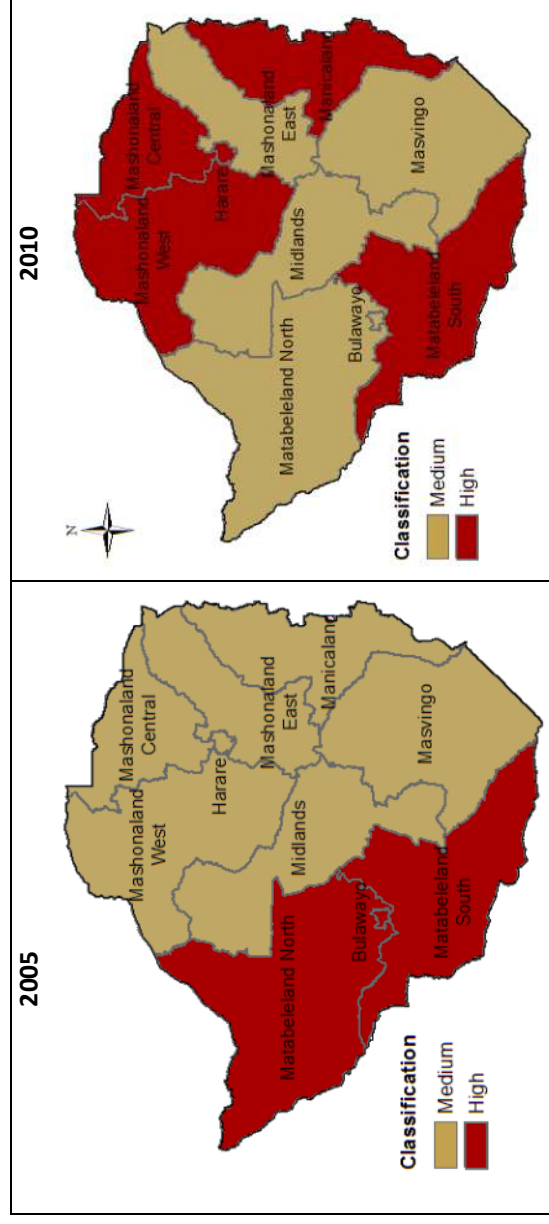 2005
Mashonaland
Central
Mashonaland
West
Harare
Mashonaland
East
Manicaland
Midlands
Matabeleland North
Bulawayo
Masvingo
Matabeleland
South
Classification
Medium
High
2010
N
Mashonaland
Central
Mashonaland
West
Harare
Mashonaland
East
Manicaland
Midlands
Matabeleland North
Bulawayo
Masvingo
Matabeleland
South
Classification
Medium
High